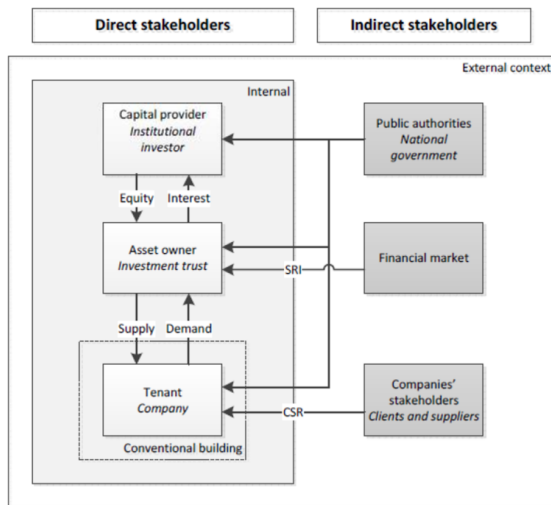 Direct stakeholders
Indirect stakeholders
External context
Internal
Capital provider
Institutional
investor
Public authorities
National
government
Equity
Interest
Asset owner
Investment trust
SRI
Financial market
Supply
Demand
Tenant
Company
CSR
Companies'
stakeholders
Clients and suppliers
Conventional building